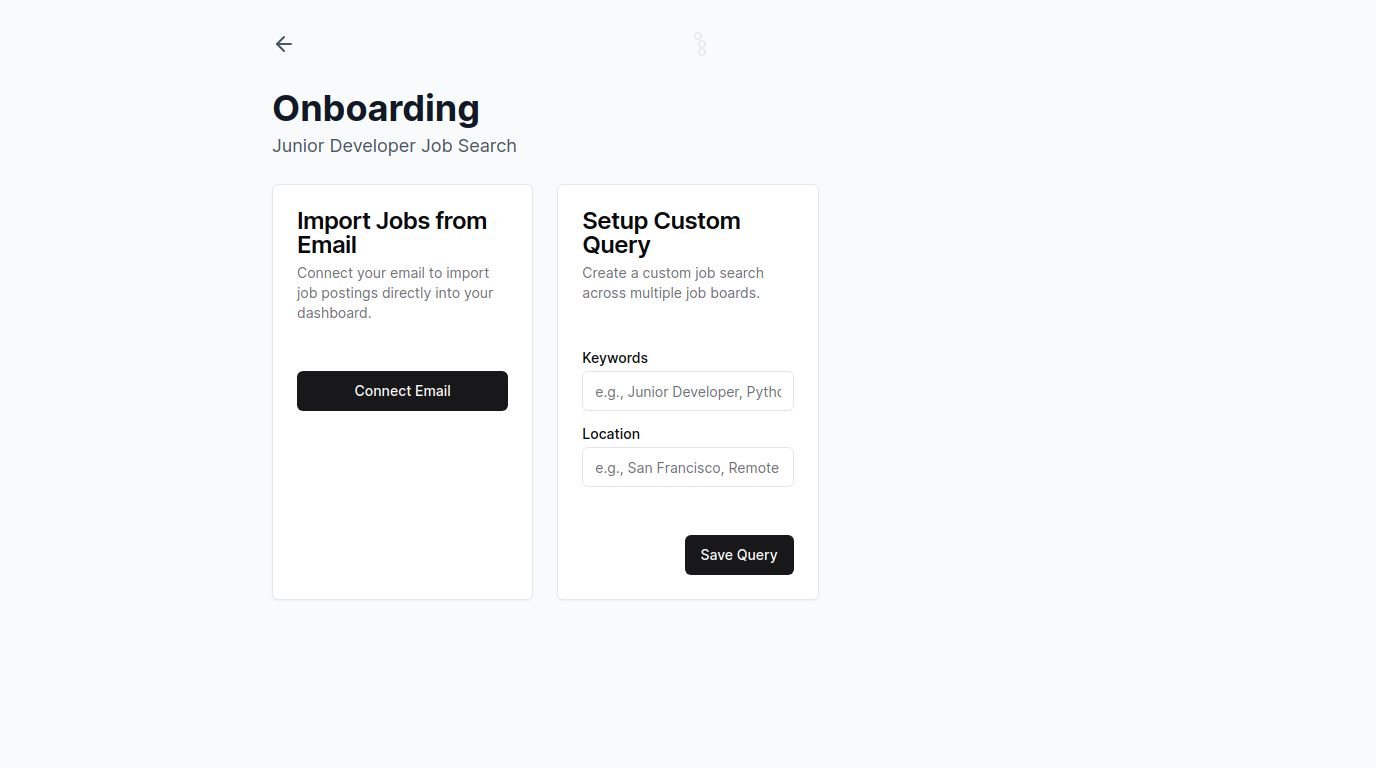 Onboarding
Junior Developer Job Search
Import Jobs from
Email
Connect your email to import
job postings directly into your
dashboard.
Connect Email
Setup Custom
Query
Create a custom job search
across multiple job boards.
Keywords
e.g., Junior Developer, Pytho
Location
e.g., San Francisco, Remote
Save Query